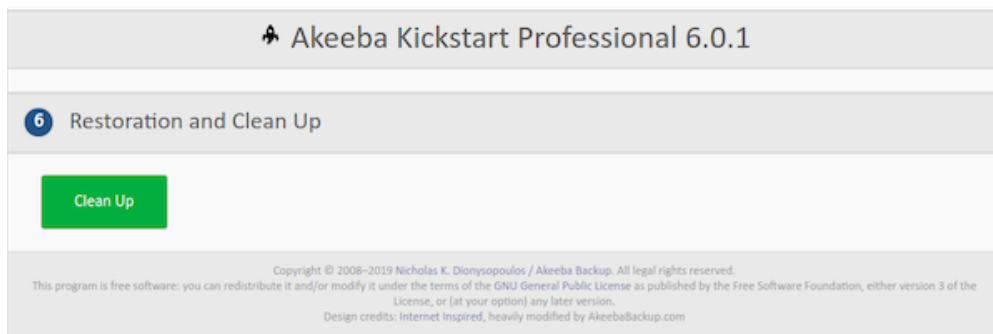 Akeeba Kickstart Professional 6.0.1
6 Restoration and Clean Up
Clean Up
Copyright © 2008–2019 Nicholas K. Dionysopoulos / Akeeba Backup. All legal rights reserved.
This program is free software: you can redistribute it and/or modify it under the terms of the GNU General Public License as published by the Free Software Foundation, either version 3 of the
License, or (at your option) any later version.
Design credits: Internet Inspired, heavily modified by AkeebaBackup.com